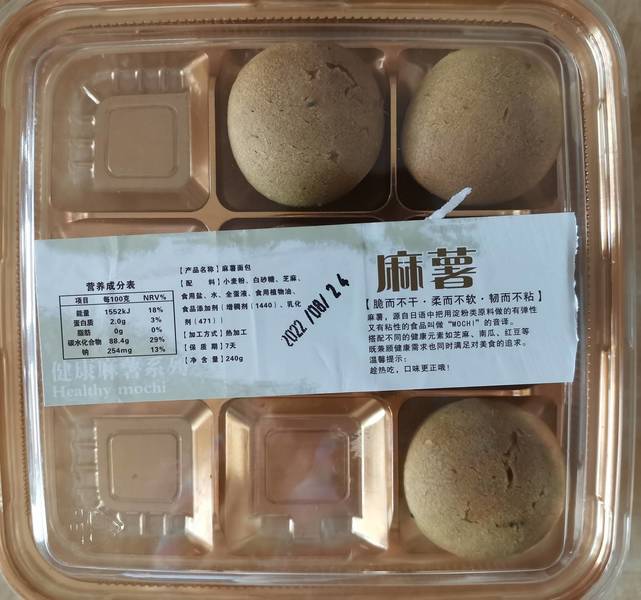 营养成分表
项目 每100克 NRV%
能量 1552kJ 18%
蛋白质 2.0g 3%
脂肪 0g 0%
碳水化合物 88.4g 29%
钠 254mg 13%
健康麻薯系列
Healthy mochi
【产品名称】麻薯面包
【配 料】小麦粉、白砂糖、芝麻、
食用盐、水、全蛋液、食用植物油、
食品添加剂（增稠剂（1440）、乳化
剂（471））
【加工方式】热加工
【保 质 期】7天
【净 含 量】240g
2022/08/24
麻薯
【脆而不干·柔而不软·韧而不粘】
麻薯，源自日语中把用淀粉类原料做的有弹性
又有粘性的食品叫做“MOCHI”的音译。
搭配不同的健康元素如芝麻、南瓜、红豆等
既兼顾健康需求也同时满足对美食的追求。
温馨提示：
趁热吃，口味更正哦！